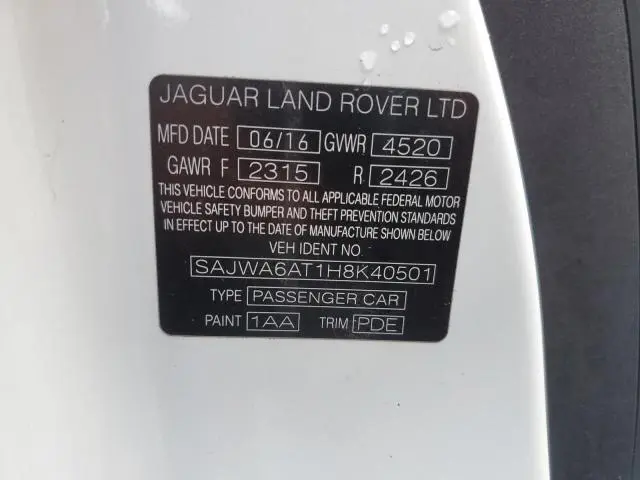 JAGUAR LAND ROVER LTD
MFD DATE 06/16 GVWR 4520
GAWR F 2315 R 2426
THIS VEHICLE CONFORMS TO ALL APPLICABLE FEDERAL MOTOR
VEHICLE SAFETY BUMPER AND THEFT PREVENTION STANDARDS
IN EFFECT UP TO THE DATE OF MANUFACTURE SHOWN BELOW
VEH IDENT NO.
SAJWA6AT1H8K40501
TYPE PASSENGER CAR
PAINT 1AA TRIM PDE